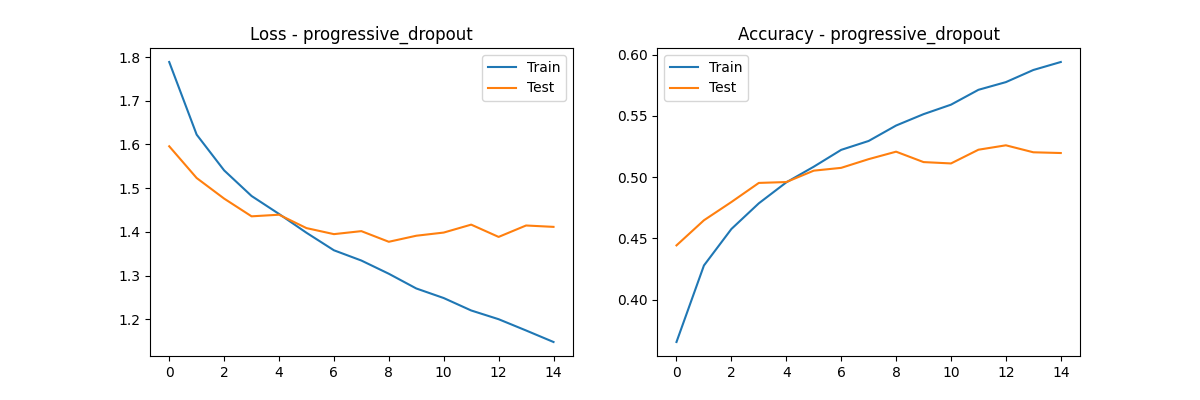 Loss - progressive_dropout
1.8
1.7
1.6
1.5
1.4
1.3
1.2
0 2 4 6 8 10 12 14
Train
Test
Accuracy - progressive_dropout
0.60
0.55
0.50
0.45
0.40
0 2 4 6 8 10 12 14
Train
Test